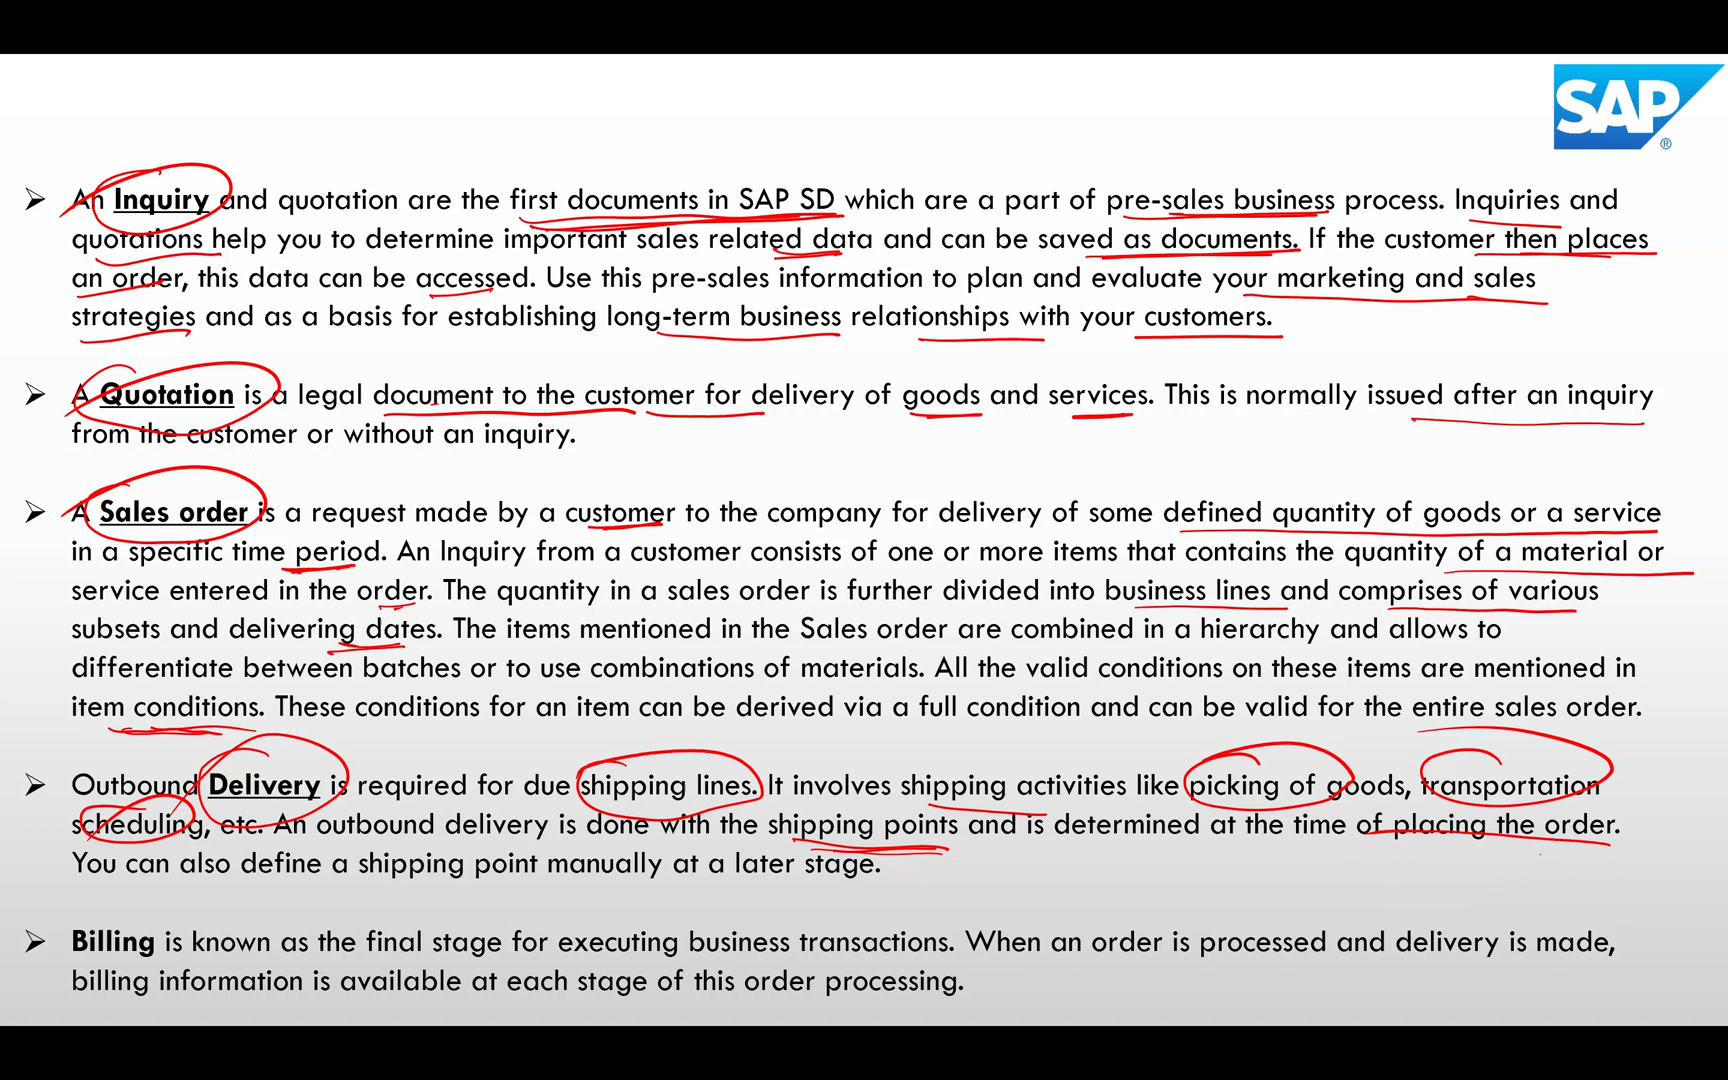 SAP
®
An Inquiry and quotation are the first documents in SAP SD which are a part of pre-sales business process. Inquiries and
quotations help you to determine important sales related data and can be saved as documents. If the customer then places
an order, this data can be accessed. Use this pre-sales information to plan and evaluate your marketing and sales
strategies and as a basis for establishing long-term business relationships with your customers.
A Quotation is a legal document to the customer for delivery of goods and services. This is normally issued after an inquiry
from the customer or without an inquiry.
A Sales order is a request made by a customer to the company for delivery of some defined quantity of goods or a service
in a specific time period. An Inquiry from a customer consists of one or more items that contains the quantity of a material or
service entered in the order. The quantity in a sales order is further divided into business lines and comprises of various
subsets and delivering dates. The items mentioned in the Sales order are combined in a hierarchy and allows to
differentiate between batches or to use combinations of materials. All the valid conditions on these items are mentioned in
item conditions. These conditions for an item can be derived via a full condition and can be valid for the entire sales order.
Outbound Delivery is required for due shipping lines. It involves shipping activities like picking of goods, transportation
scheduling, etc. An outbound delivery is done with the shipping points and is determined at the time of placing the order.
You can also define a shipping point manually at a later stage.
Billing is known as the final stage for executing business transactions. When an order is processed and delivery is made,
billing information is available at each stage of this order processing.